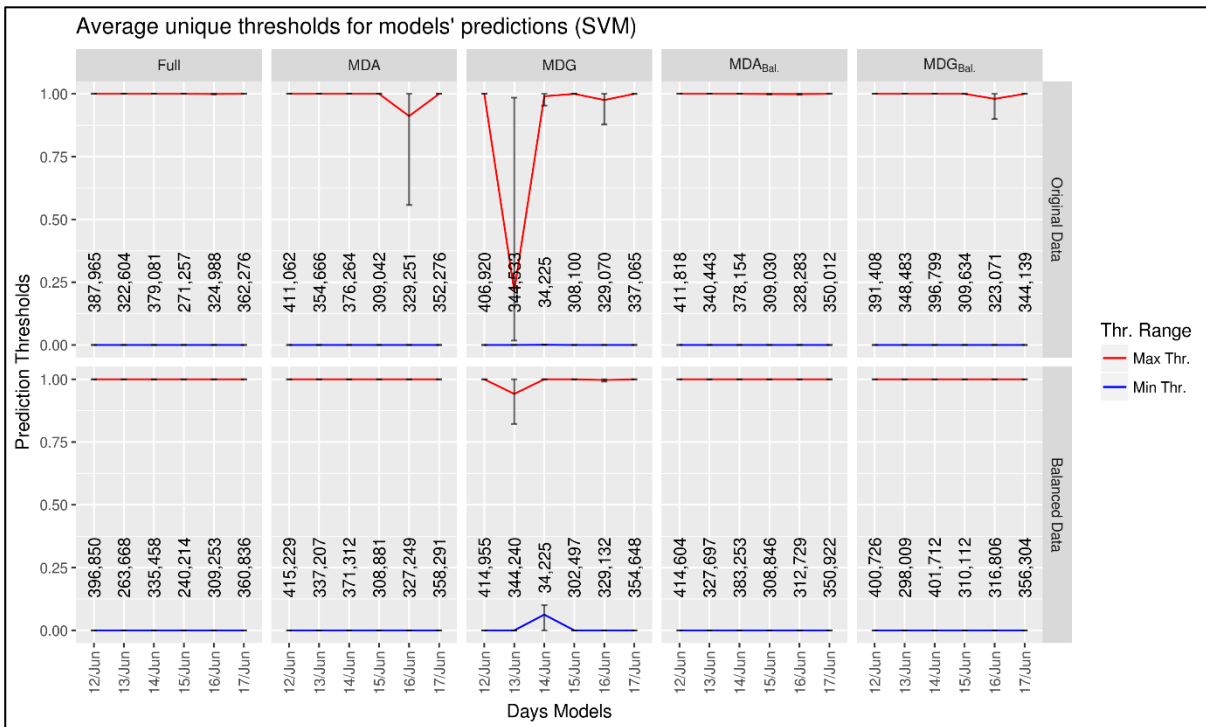 Average unique thresholds for models' predictions (SVM)
Full MDA MDG MDA Bal. MDG Bal.
Prediction Thresholds
1.00
0.75
0.50
0.25
0.00
387,965 322,604 379,081 271,257 324,988 362,276
411,062 354,666 376,264 309,042 329,251 352,276
406,920 344,533 34,225 308,100 329,070 337,065
411,818 340,443 378,154 309,030 328,283 350,012
391,408 348,483 396,799 309,634 323,071 344,139
Original Data
1.00
0.75
0.50
0.25
0.00
396,850 263,668 335,458 240,214 309,253 360,836
415,229 337,207 371,312 308,881 327,249 358,291
414,955 344,240 34,225 302,497 329,132 354,648
414,604 327,697 383,253 308,846 312,729 350,922
400,726 298,009 401,712 310,112 316,806 356,304
Balanced Data
12/Jun 13/Jun 14/Jun 15/Jun 16/Jun 17/Jun
12/Jun 13/Jun 14/Jun 15/Jun 16/Jun 17/Jun
12/Jun 13/Jun 14/Jun 15/Jun 16/Jun 17/Jun
12/Jun 13/Jun 14/Jun 15/Jun 16/Jun 17/Jun
12/Jun 13/Jun 14/Jun 15/Jun 16/Jun 17/Jun
Days Models
Thr. Range
Max Thr.
Min Thr.